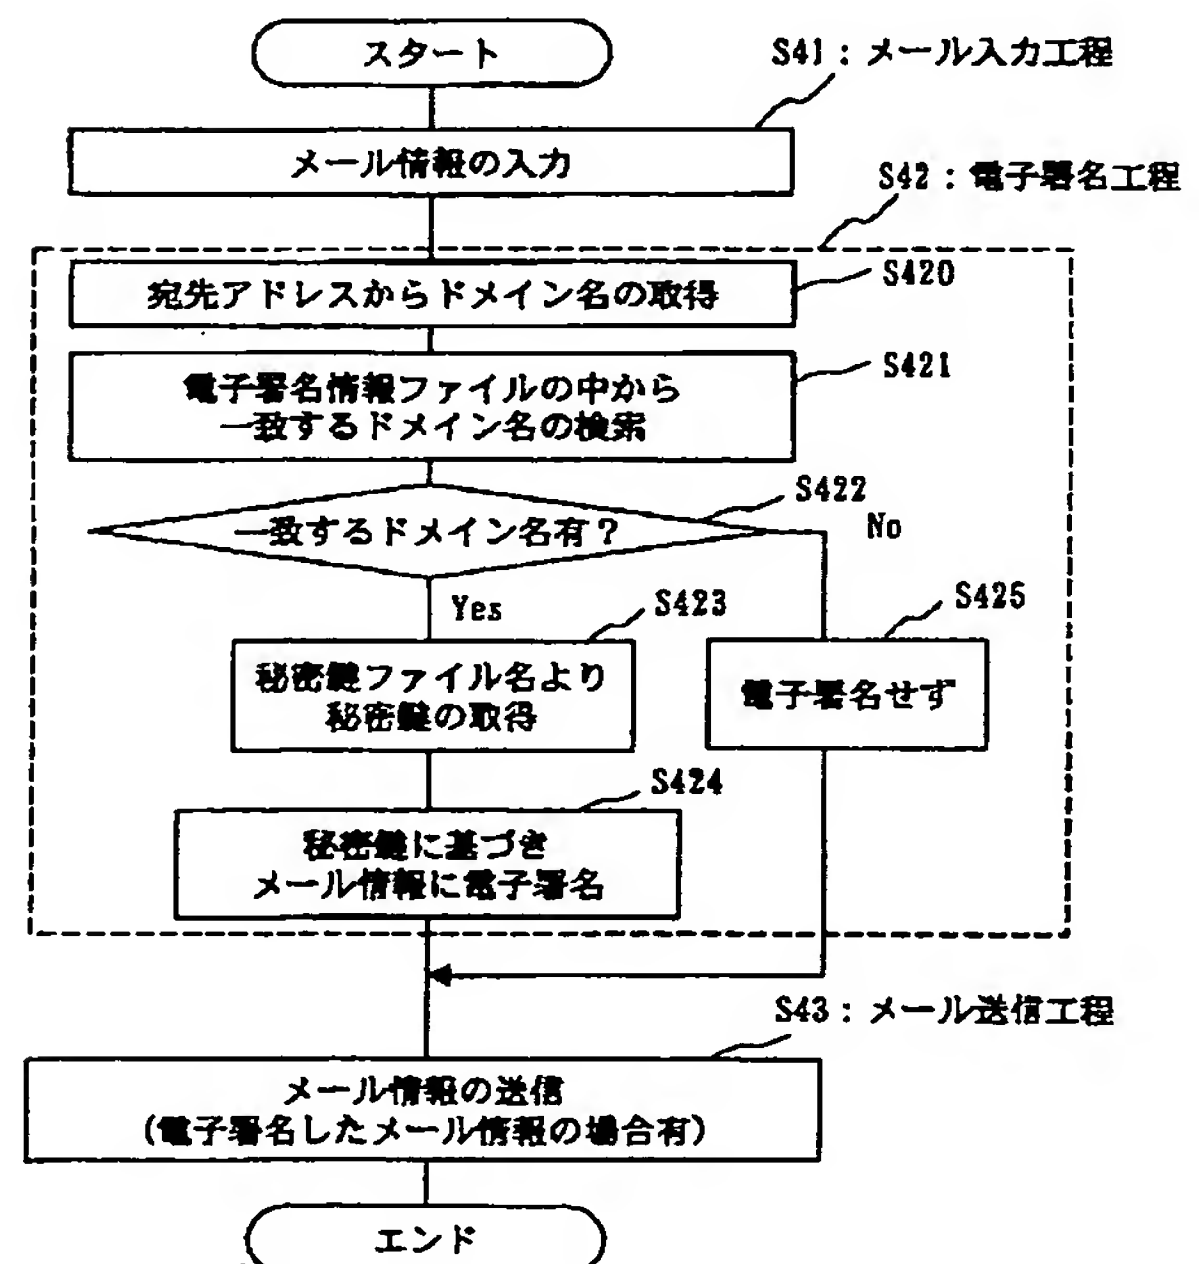 スタート
S41：メール入力工程
メール情報の入力
S42：電子署名工程
宛先アドレスからドメイン名の取得
S420
電子署名情報ファイルの中から
一致するドメイン名の検索
S421
S422
一致するドメイン名有？
No
Yes
S423
S425
秘密鍵ファイル名より
秘密鍵の取得
電子署名せず
S424
秘密鍵に基づき
メール情報に電子署名
S43：メール送信工程
メール情報の送信
(電子署名したメール情報の場合有)
エンド